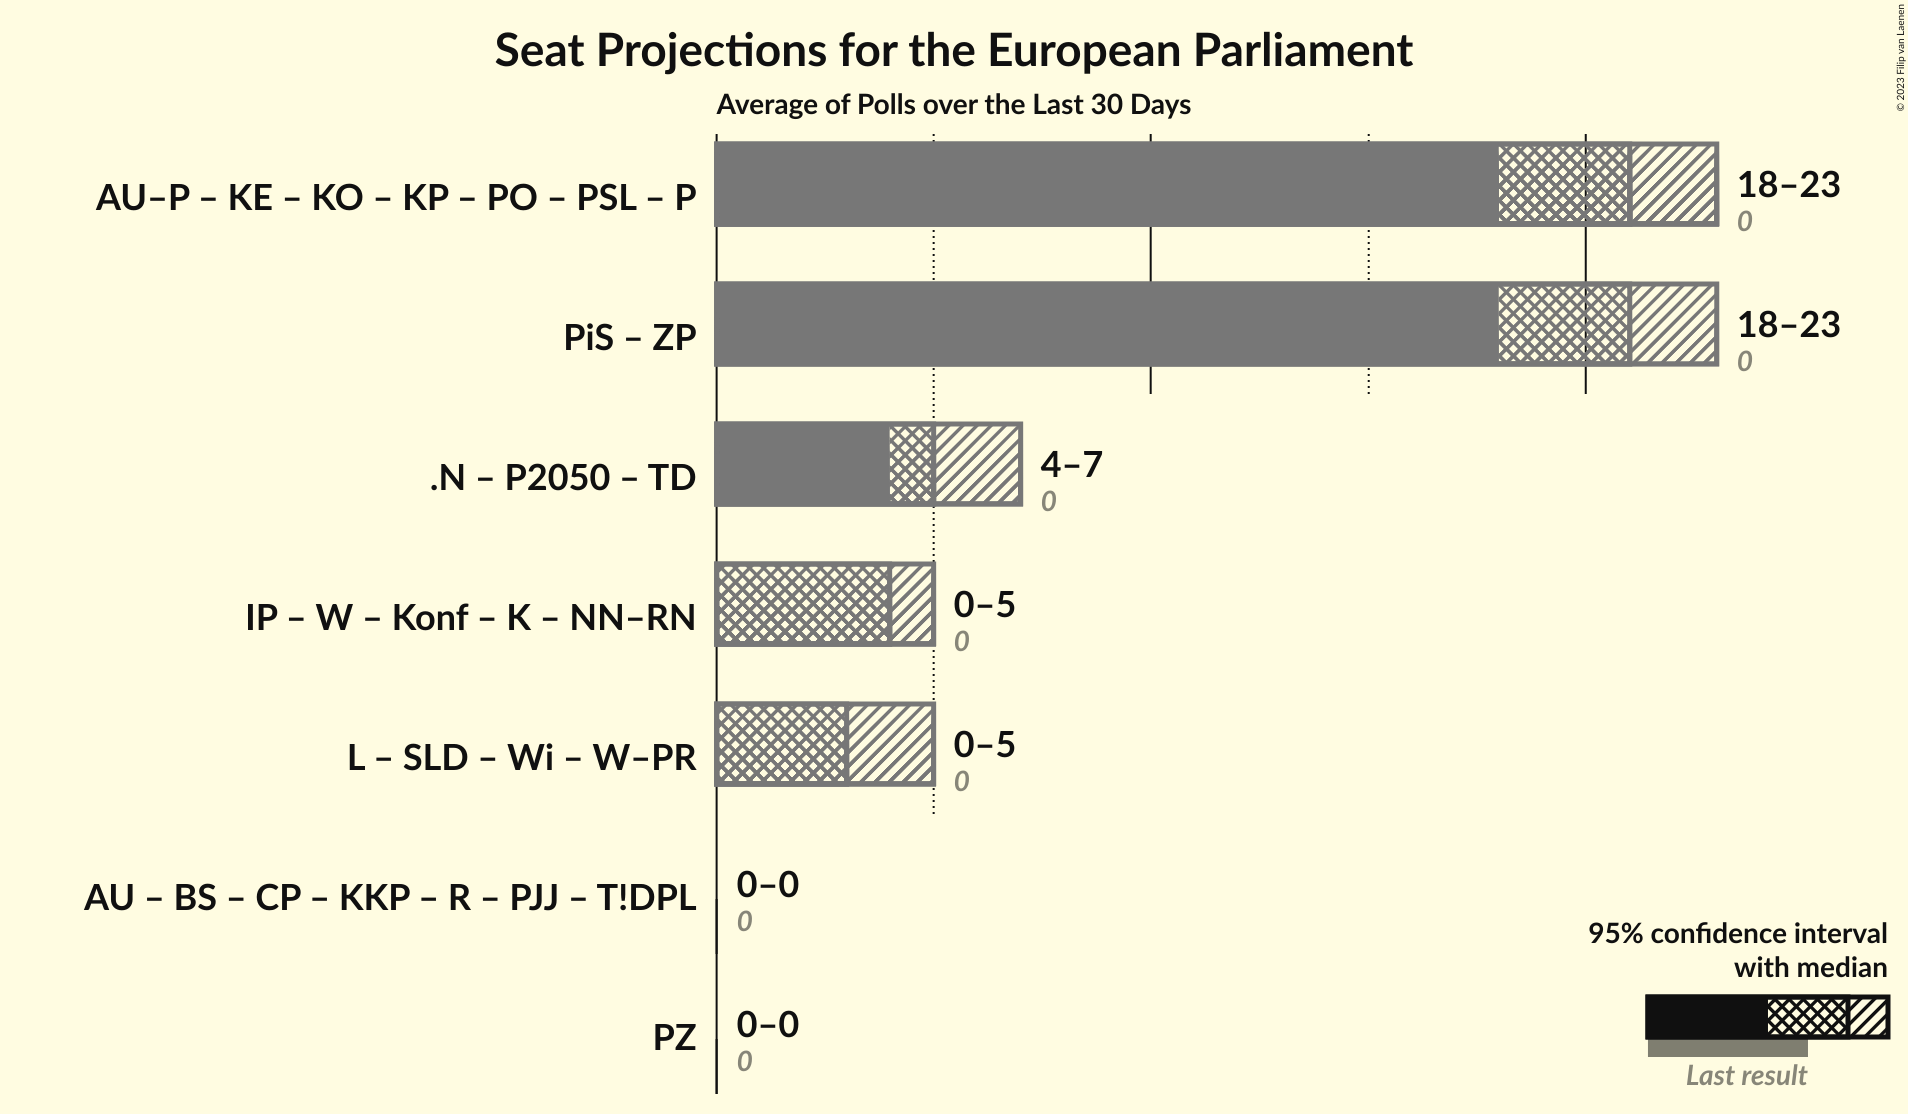 Seat Projections for the European Parliament
Average of Polls over the Last 30 Days
© 2023 Filip van Laenen
AU–P – KE – KO – KP – PO – PSL – P
18–23
0
PiS – ZP
18–23
0
.N – P2050 – TD
4–7
0
IP – W – Konf – K – NN–RN
0–5
0
L – SLD – Wi – W–PR
0–5
0
AU – BS – CP – KKP – R – PJJ – T!DPL
0–0
0
PZ
0–0
0
95% confidence interval
with median
Last result